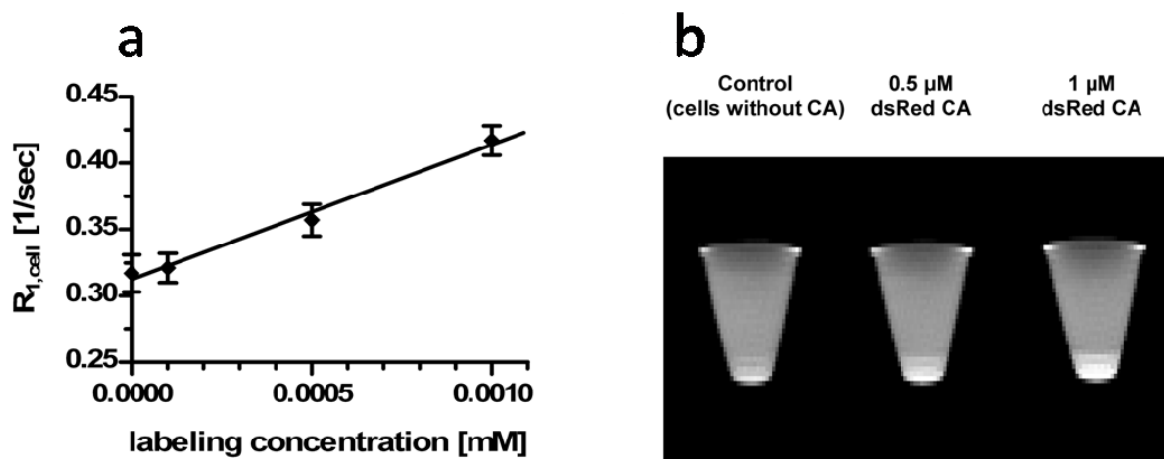 a
b
0.45
0.40
0.35
0.30
0.25
R1,cell [1/sec]
0.0000
0.0005
0.0010
labeling concentration [mM]
Control
(cells without CA)
0.5 µM
dsRed CA
1 µM
dsRed CA